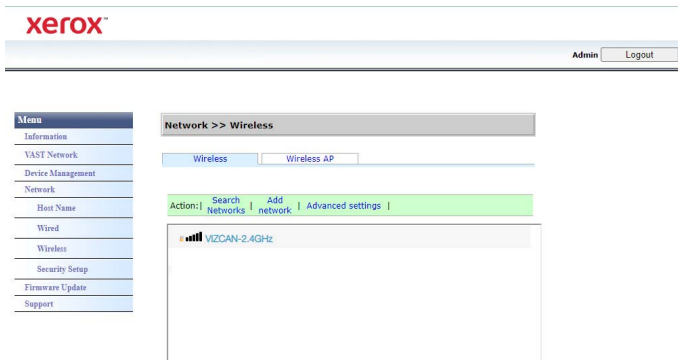 xerox™
Admin Logout
Menu
Information
VAST Network
Device Management
Network
Host Name
Wired
Wireless
Security Setup
Firmware Update
Support
Network >> Wireless
Wireless Wireless AP
Action:| Search Networks | Add network | Advanced settings |
VIZCAN-2.4GHz